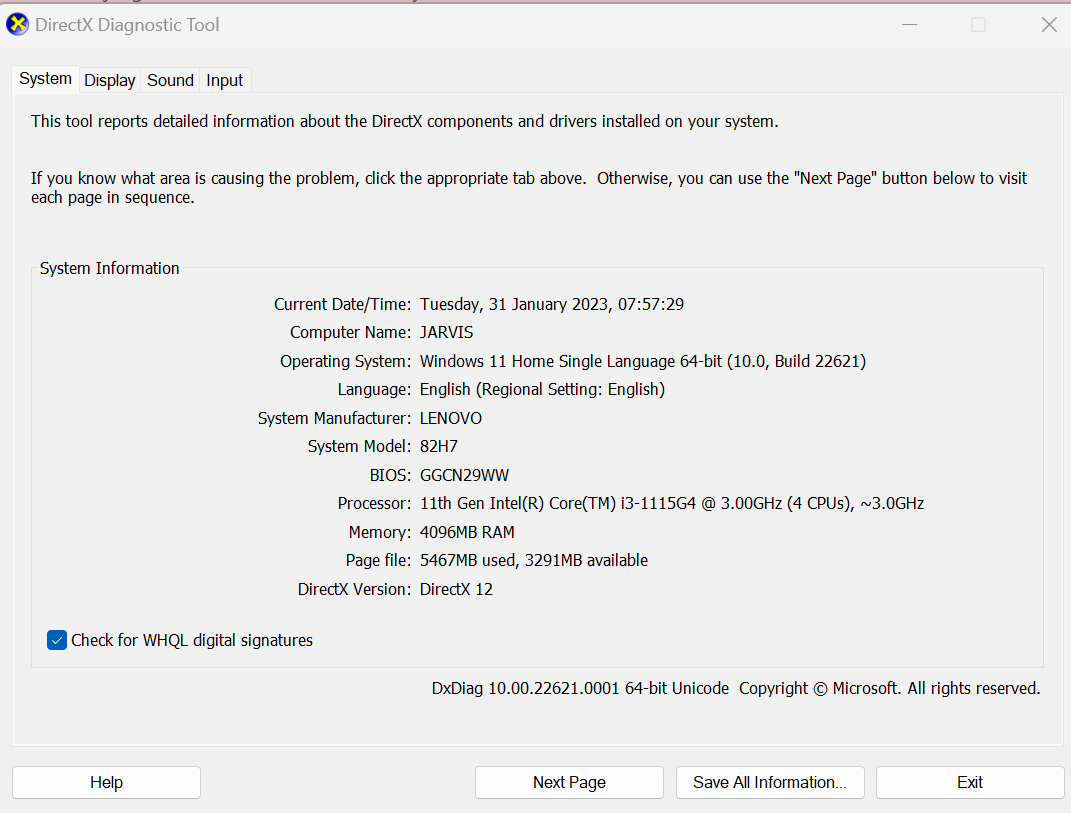 DirectX Diagnostic Tool
System Display Sound Input
This tool reports detailed information about the DirectX components and drivers installed on your system.
If you know what area is causing the problem, click the appropriate tab above.  Otherwise, you can use the "Next Page" button below to visit
each page in sequence.
System Information
Current Date/Time: Tuesday, 31 January 2023, 07:57:29
Computer Name: JARVIS
Operating System: Windows 11 Home Single Language 64-bit (10.0, Build 22621)
Language: English (Regional Setting: English)
System Manufacturer: LENOVO
System Model: 82H7
BIOS: GGCN29WW
Processor: 11th Gen Intel(R) Core(TM) i3-1115G4 @ 3.00GHz (4 CPUs), ~3.0GHz
Memory: 4096MB RAM
Page file: 5467MB used, 3291MB available
DirectX Version: DirectX 12
Check for WHQL digital signatures
DxDiag 10.00.22621.0001 64-bit Unicode  Copyright © Microsoft. All rights reserved.
Help Next Page Save All Information... Exit